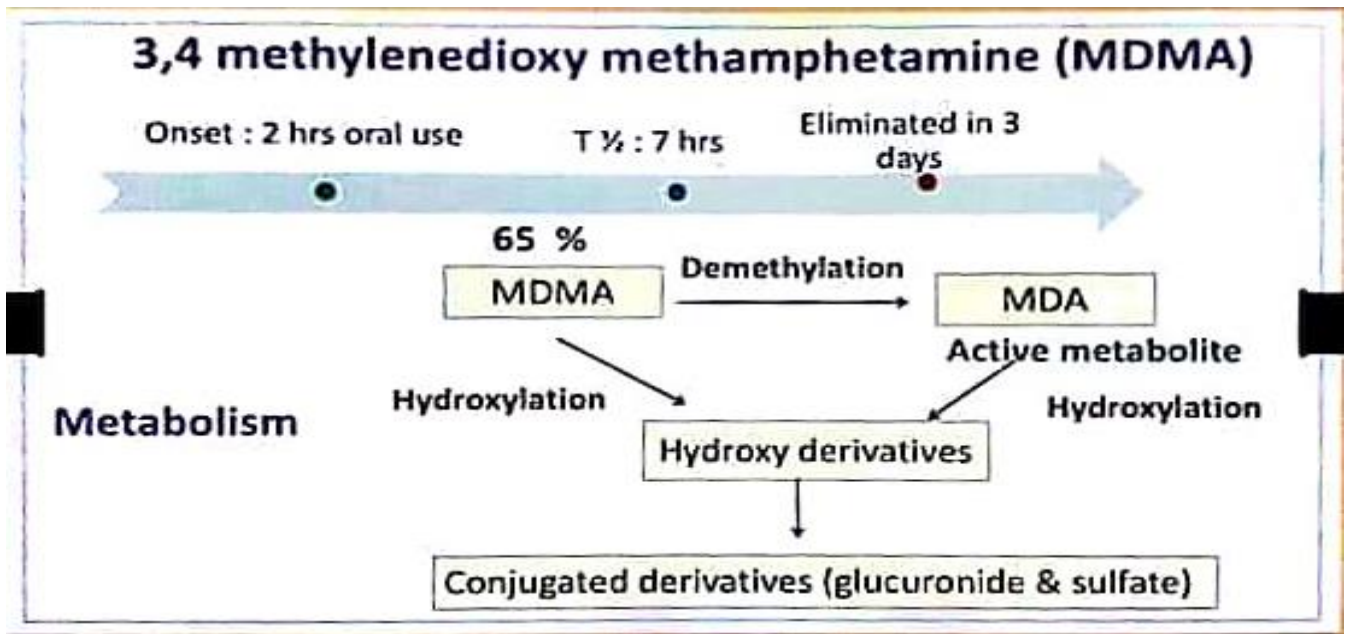 3,4 methylenedioxy methamphetamine (MDMA)
Onset : 2 hrs oral use
T ½ : 7 hrs
Eliminated in 3
days
65 %
MDMA
Demethylation
MDA
Active metabolite
Hydroxylation
Hydroxylation
Metabolism
Hydroxy derivatives
Conjugated derivatives (glucuronide & sulfate)